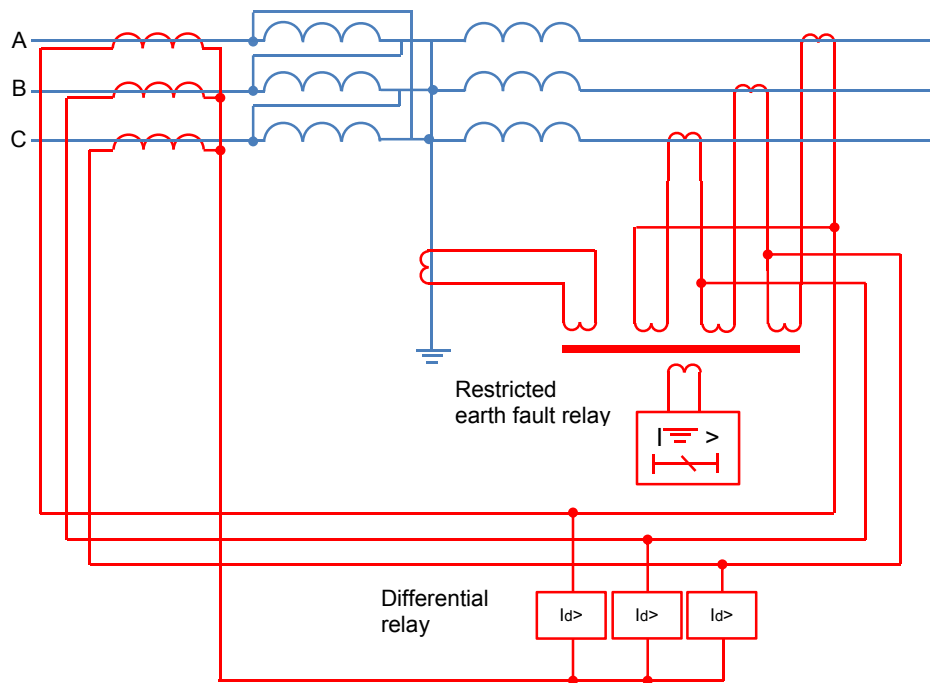 A
B
C
Restricted
earth fault relay
I >
Differential
relay
Id> Id> Id>